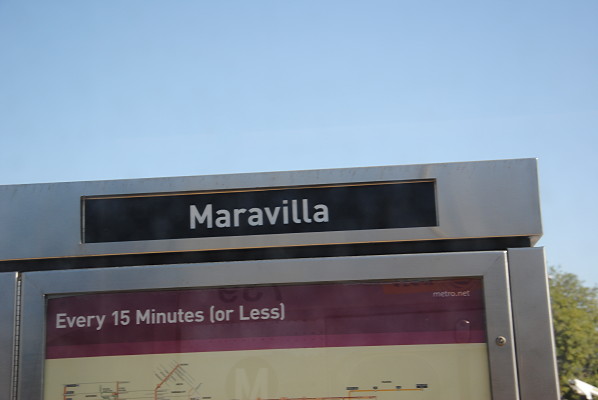 Maravilla
metro.net
Every 15 Minutes (or Less)
M